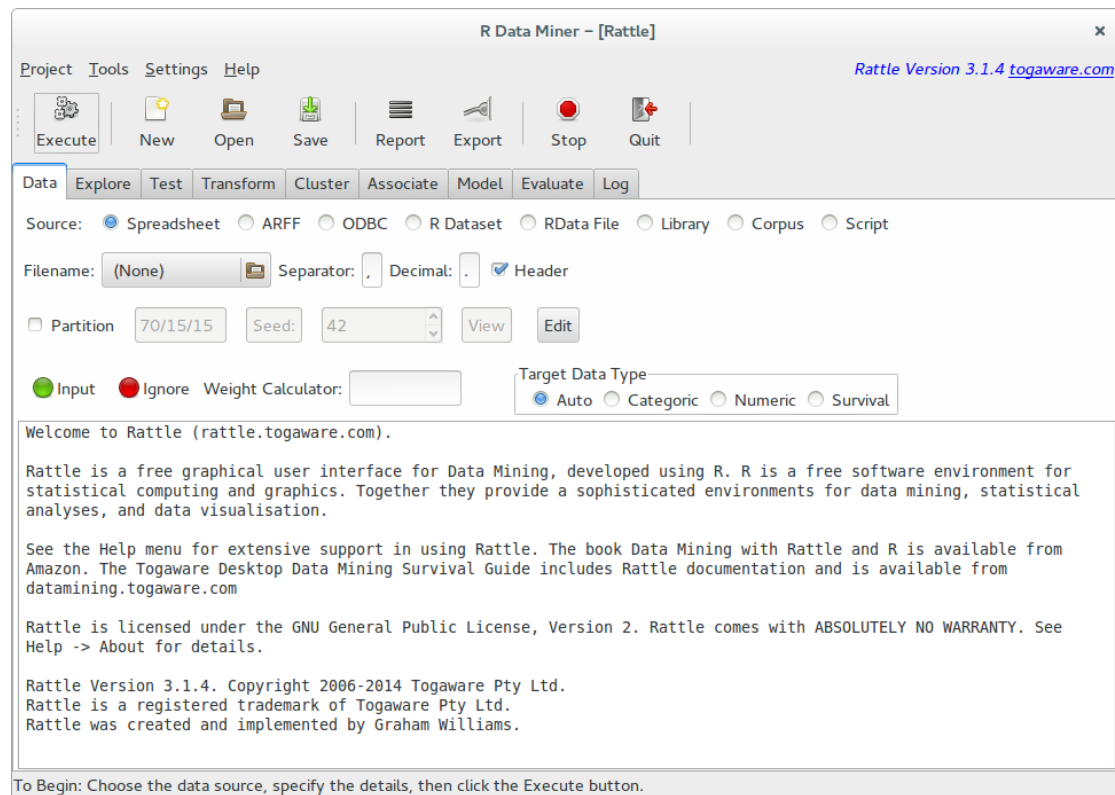 R Data Miner – [Rattle]
Project Tools Settings Help Rattle Version 3.1.4 togaware.com
Execute New Open Save Report Export Stop Quit
Data Explore Test Transform Cluster Associate Model Evaluate Log
Source: Spreadsheet ARFF ODBC R Dataset RData File Library Corpus Script
Filename: (None) Separator: , Decimal: . Header
Partition 70/15/15 Seed: 42 View Edit
Target Data Type
Input Ignore Weight Calculator: Auto Categoric Numeric Survival
Welcome to Rattle (rattle.togaware.com).
Rattle is a free graphical user interface for Data Mining, developed using R. R is a free software environment for
statistical computing and graphics. Together they provide a sophisticated environments for data mining, statistical
analyses, and data visualisation.
See the Help menu for extensive support in using Rattle. The book Data Mining with Rattle and R is available from
Amazon. The Togaware Desktop Data Mining Survival Guide includes Rattle documentation and is available from
datamining.togaware.com
Rattle is licensed under the GNU General Public License, Version 2. Rattle comes with ABSOLUTELY NO WARRANTY. See
Help -> About for details.
Rattle Version 3.1.4. Copyright 2006-2014 Togaware Pty Ltd.
Rattle is a registered trademark of Togaware Pty Ltd.
Rattle was created and implemented by Graham Williams.
To Begin: Choose the data source, specify the details, then click the Execute button.